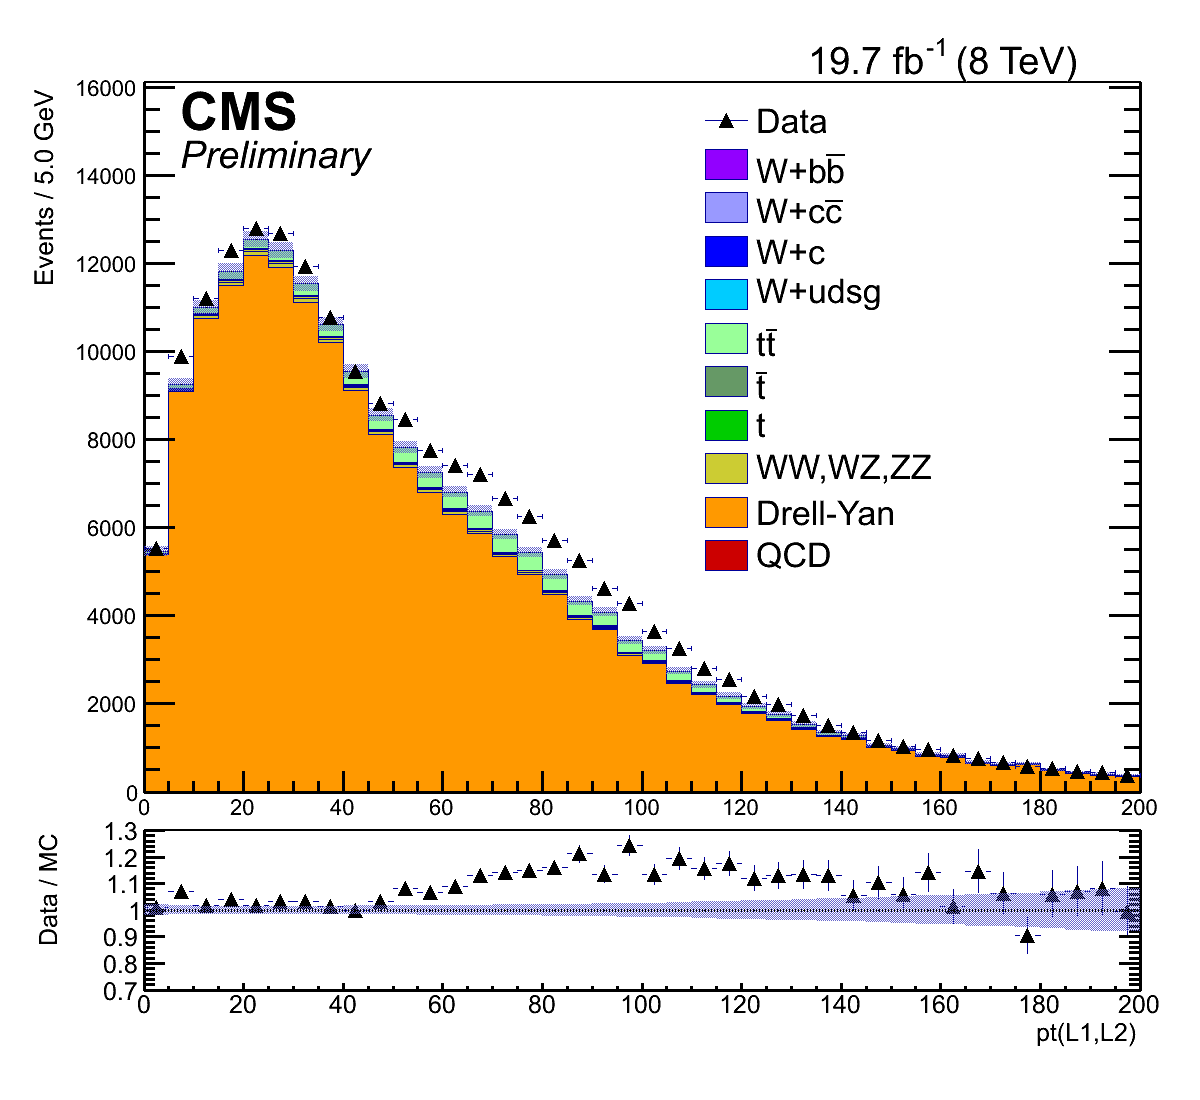 19.7 fb⁻¹ (8 TeV)
CMS
Preliminary
Events / 5.0 GeV
16000
14000
12000
10000
8000
6000
4000
2000
0
Data
W+bb̅
W+cc̅
W+c
W+udsg
tt̅
t̅
t
WW,WZ,ZZ
Drell-Yan
QCD
0 20 40 60 80 100 120 140 160 180 200
Data / MC
1.3
1.2
1.1
1
0.9
0.8
0.7
0 20 40 60 80 100 120 140 160 180 200
pt(L1,L2)